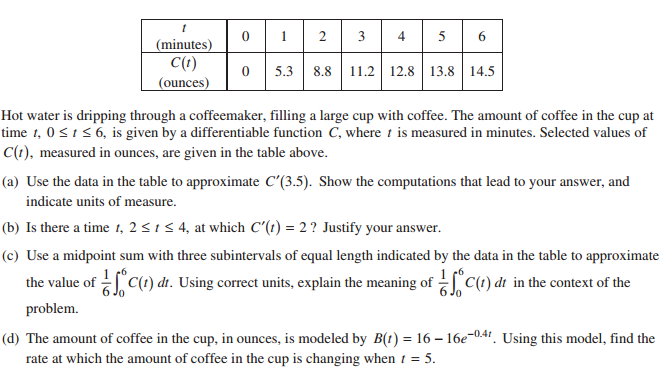 t
(minutes) 0 1 2 3 4 5 6
C(t)
(ounces) 0 5.3 8.8 11.2 12.8 13.8 14.5
Hot water is dripping through a coffeemaker, filling a large cup with coffee. The amount of coffee in the cup at
time t, 0 ≤ t ≤ 6, is given by a differentiable function C, where t is measured in minutes. Selected values of
C(t), measured in ounces, are given in the table above.
(a) Use the data in the table to approximate C′(3.5). Show the computations that lead to your answer, and
indicate units of measure.
(b) Is there a time t, 2 ≤ t ≤ 4, at which C′(t) = 2 ? Justify your answer.
(c) Use a midpoint sum with three subintervals of equal length indicated by the data in the table to approximate
the value of 1/6 ∫₀⁶ C(t) dt. Using correct units, explain the meaning of 1/6 ∫₀⁶ C(t) dt in the context of the
problem.
(d) The amount of coffee in the cup, in ounces, is modeled by B(t) = 16 – 16e^(–0.4t). Using this model, find the
rate at which the amount of coffee in the cup is changing when t = 5.